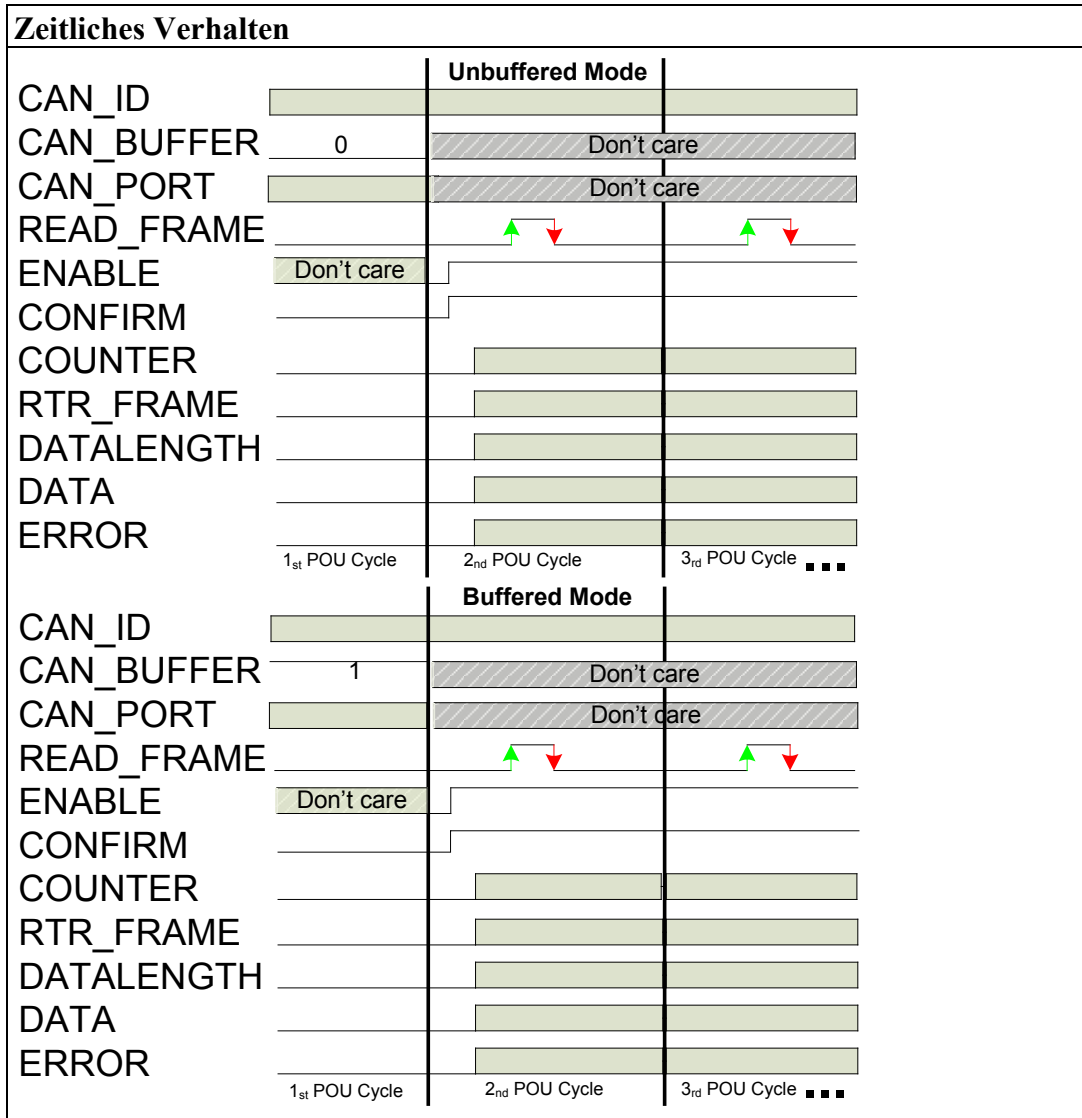 Zeitliches Verhalten
Unbuffered Mode
CAN_ID
CAN_BUFFER 0 Don't care
CAN_PORT Don't care
READ_FRAME
ENABLE Don't care
CONFIRM
COUNTER
RTR_FRAME
DATALENGTH
DATA
ERROR
1st POU Cycle 2nd POU Cycle 3rd POU Cycle ...
Buffered Mode
CAN_ID
CAN_BUFFER 1 Don't care
CAN_PORT Don't care
READ_FRAME
ENABLE Don't care
CONFIRM
COUNTER
RTR_FRAME
DATALENGTH
DATA
ERROR
1st POU Cycle 2nd POU Cycle 3rd POU Cycle ...